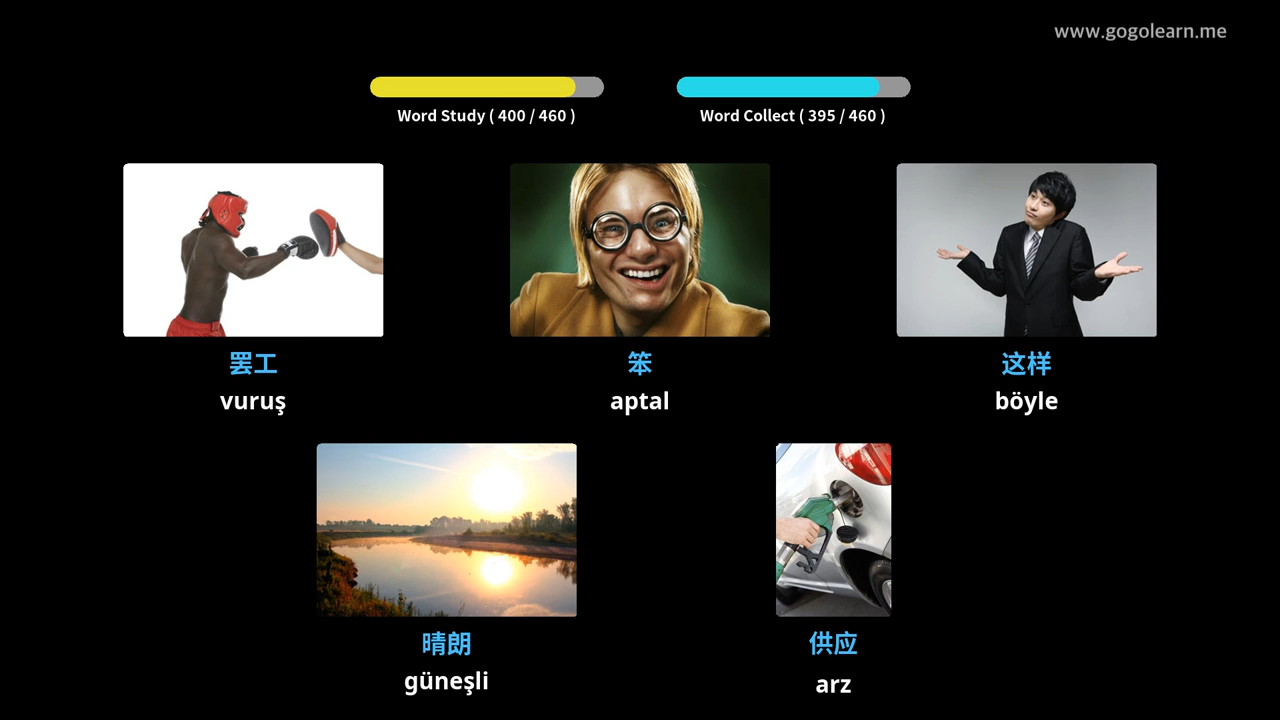 www.gogolearn.me
Word Study ( 400 / 460 )
Word Collect ( 395 / 460 )
罢工
vuruş
笨
aptal
这样
böyle
晴朗
güneşli
供应
arz